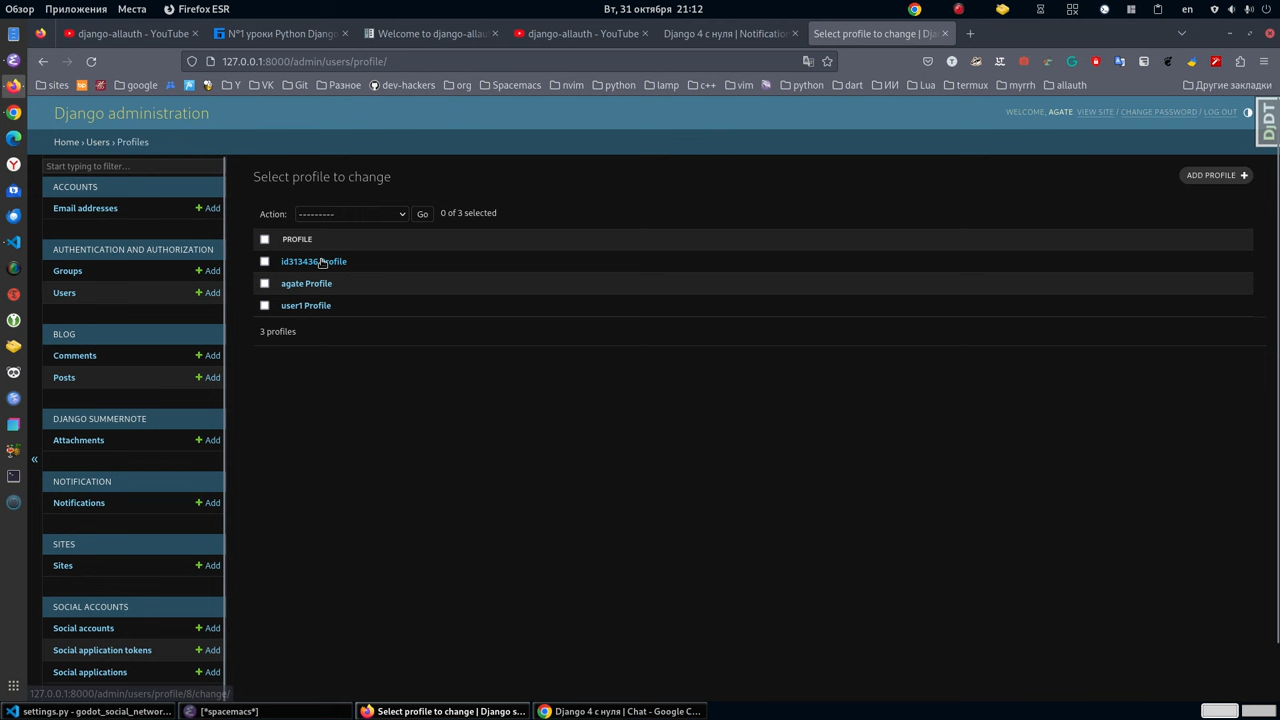 Обзор Приложения Места Firefox ESR Вт, 31 октября 21:12 en
django-allauth - YouTube × №1 уроки Python Djang × Welcome to django-allau × django-allauth - YouTube × Django 4 с нуля | Notificatio × Select profile to change | Dj ×
127.0.0.1:8000/admin/users/profile/
sites google Y VK Git Разное dev-hackers org Spacemacs nvim python lamp c++ vim python dart ИИ Lua termux myrrh allauth Другие закладки
Django administration
WELCOME, AGATE. VIEW SITE / CHANGE PASSWORD / LOG OUT
DjDT
Home › Users › Profiles
Start typing to filter...
ACCOUNTS
Email addresses + Add
AUTHENTICATION AND AUTHORIZATION
Groups + Add
Users + Add
BLOG
Comments + Add
Posts + Add
DJANGO SUMMERNOTE
Attachments + Add
«
NOTIFICATION
Notifications + Add
SITES
Sites + Add
SOCIAL ACCOUNTS
Social accounts + Add
Social application tokens + Add
Social applications + Add
Select profile to change
ADD PROFILE +
Action: --------- Go 0 of 3 selected
PROFILE
id313436 Profile
agate Profile
user1 Profile
3 profiles
127.0.0.1:8000/admin/users/profile/8/change/
settings.py - godot_social_networ... [*spacemacs*] Select profile to change | Django s... Django 4 с нуля | Chat - Google C...